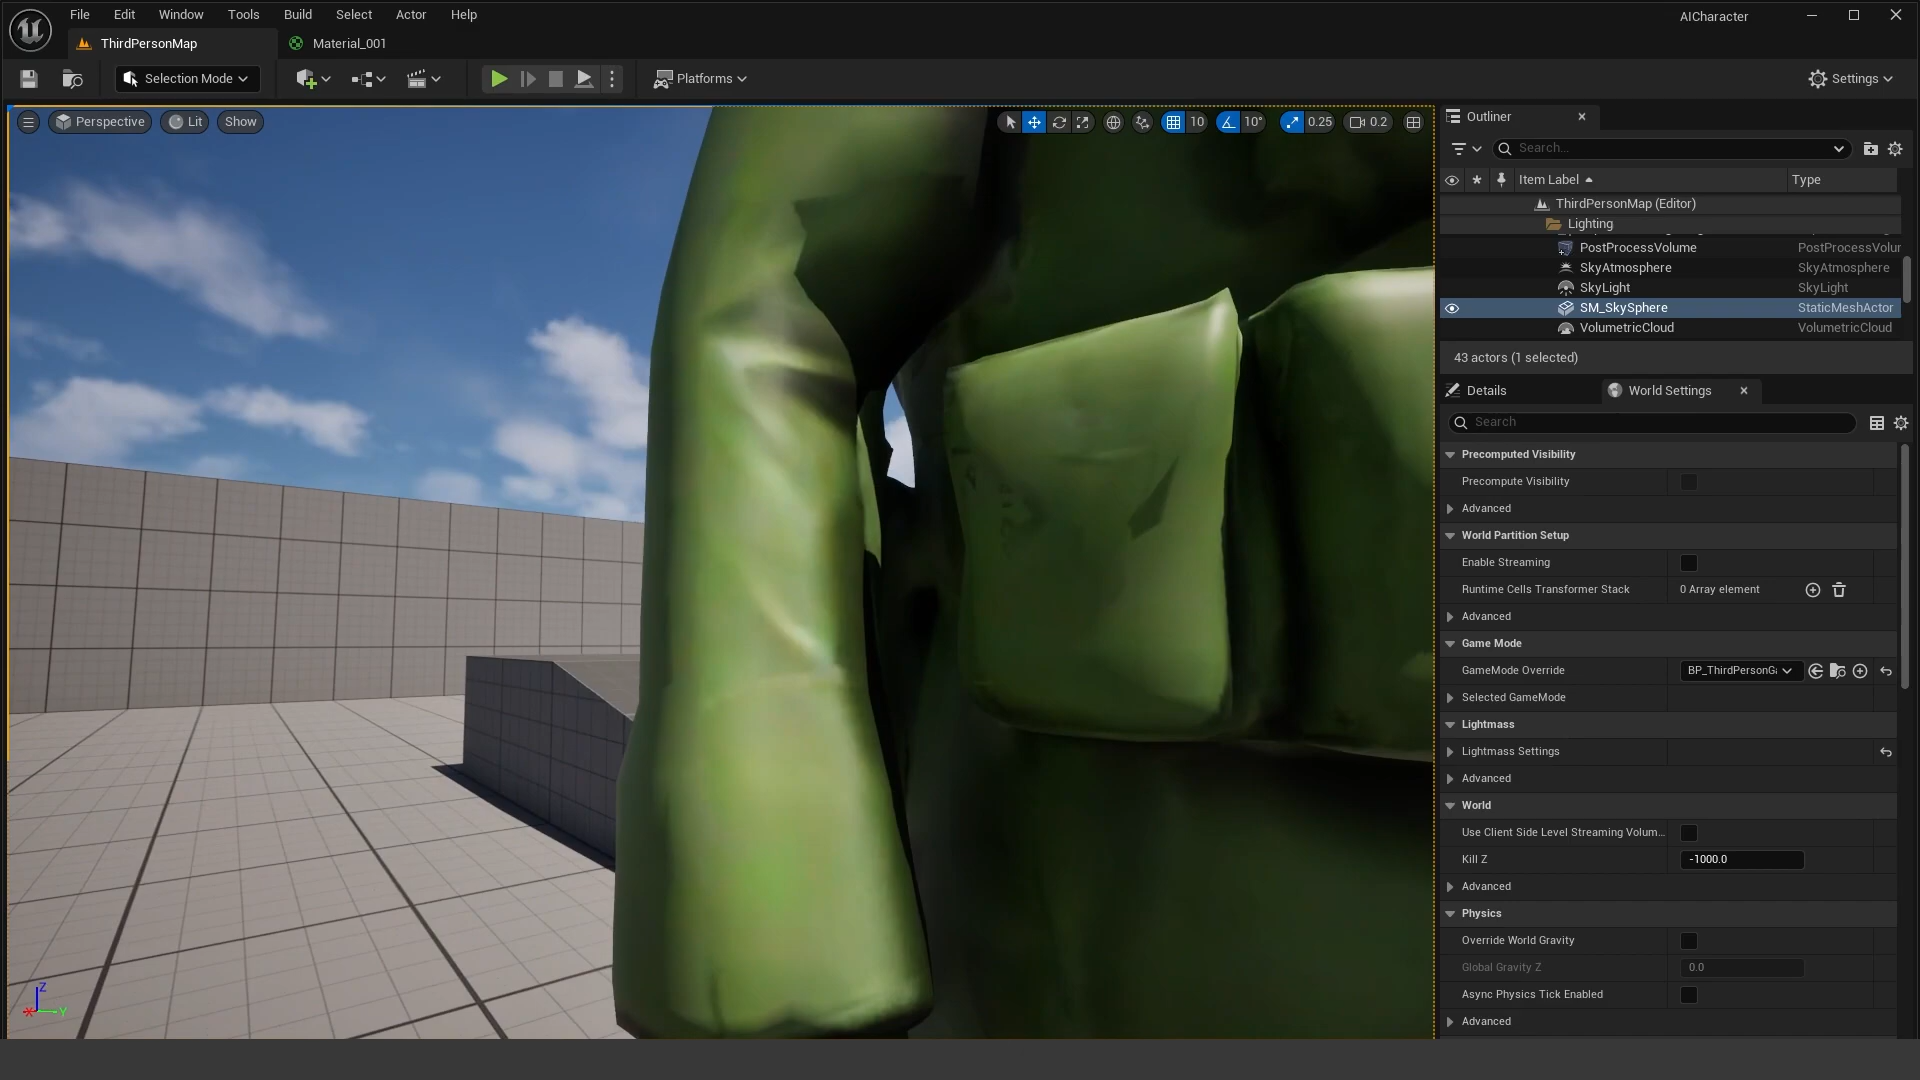 File Edit Window Tools Build Select Actor Help
AICharacter
ThirdPersonMap
Material_001
Selection Mode
Platforms
Settings
Perspective Lit Show
10 10° 0.25 0.2
Outliner
Search...
Item Label Type
ThirdPersonMap (Editor)
Lighting
PostProcessVolume PostProcessVolur
SkyAtmosphere SkyAtmosphere
SkyLight SkyLight
SM_SkySphere StaticMeshActor
VolumetricCloud VolumetricCloud
43 actors (1 selected)
Details
World Settings
Search
Precomputed Visibility
Precompute Visibility
Advanced
World Partition Setup
Enable Streaming
Runtime Cells Transformer Stack 0 Array element
Advanced
Game Mode
GameMode Override BP_ThirdPersonGa
Selected GameMode
Lightmass
Lightmass Settings
Advanced
World
Use Client Side Level Streaming Volum...
Kill Z -1000.0
Advanced
Physics
Override World Gravity
Global Gravity Z 0.0
Async Physics Tick Enabled
Advanced
Z
X Y